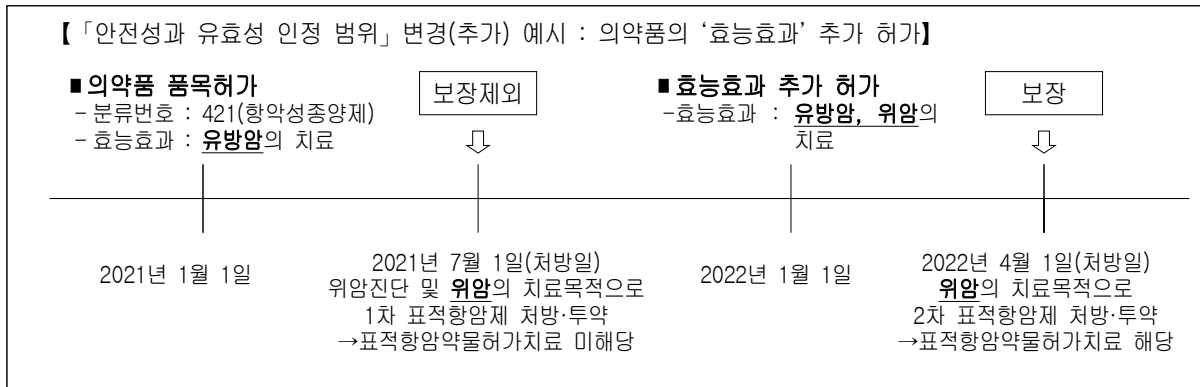 【「안전성과 유효성 인정 범위」 변경(추가) 예시 : 의약품의 ‘효능효과’ 추가 허가】
■의약품 품목허가
- 분류번호 : 421(항악성종양제)
- 효능효과 : 유방암의 치료
보장제외
■효능효과 추가 허가
-효능효과 : 유방암, 위암의
치료
보장
2021년 1월 1일
2021년 7월 1일(처방일)
위암진단 및 위암의 치료목적으로
1차 표적항암제 처방·투약
→표적항암약물허가치료 미해당
2022년 1월 1일
2022년 4월 1일(처방일)
위암의 치료목적으로
2차 표적항암제 처방·투약
→표적항암약물허가치료 해당